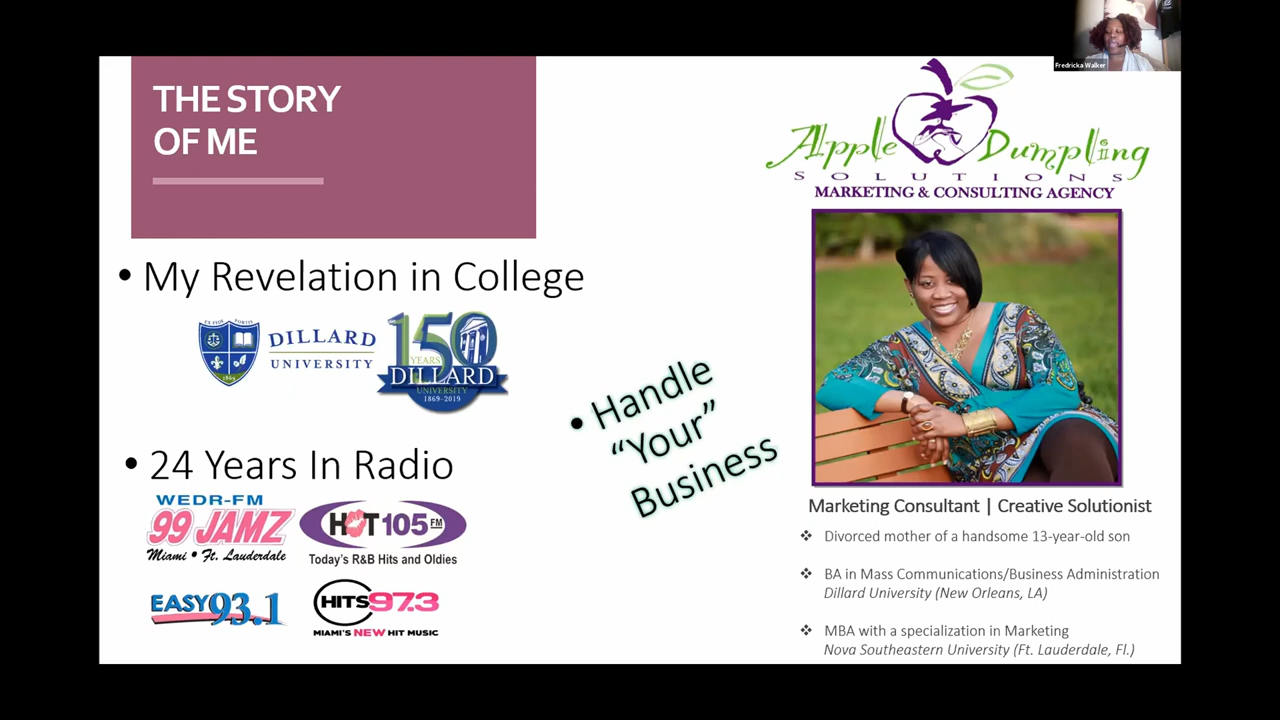 Fredricka Walker
THE STORY
OF ME
Apple Dumpling
SOLUTIONS
MARKETING & CONSULTING AGENCY
• My Revelation in College
DILLARD
UNIVERSITY
1869
150
YEARS
DILLARD
UNIVERSITY
1869-2019
• Handle
“Your”
Business
• 24 Years In Radio
WEDR-FM
99 JAMZ
Miami • Ft. Lauderdale
HOT 105 FM
Today's R&B Hits and Oldies
EASY 93.1
HITS 97.3
MIAMI'S NEW HIT MUSIC
Marketing Consultant | Creative Solutionist
❖ Divorced mother of a handsome 13-year-old son
❖ BA in Mass Communications/Business Administration
Dillard University (New Orleans, LA)
❖ MBA with a specialization in Marketing
Nova Southeastern University (Ft. Lauderdale, Fl.)